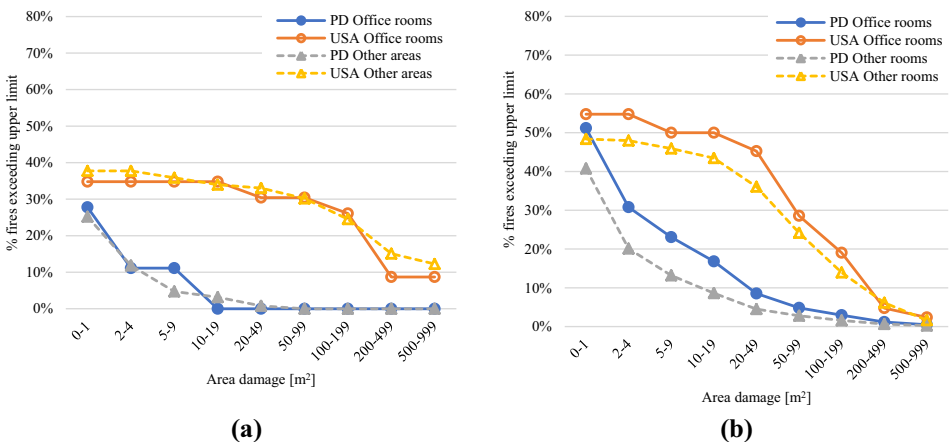 80%
70%
60%
50%
40%
30%
20%
10%
0%
% fires exceeding upper limit
PD Office rooms
USA Office rooms
PD Other areas
USA Other areas
0-1
2-4
5-9
10-19
20-49
50-99
100-199
200-499
500-999
Area damage [m²]
(a)
80%
70%
60%
50%
40%
30%
20%
10%
0%
% fires exceeding upper limit
PD Office rooms
USA Office rooms
PD Other rooms
USA Other rooms
0-1
2-4
5-9
10-19
20-49
50-99
100-199
200-499
500-999
Area damage [m²]
(b)